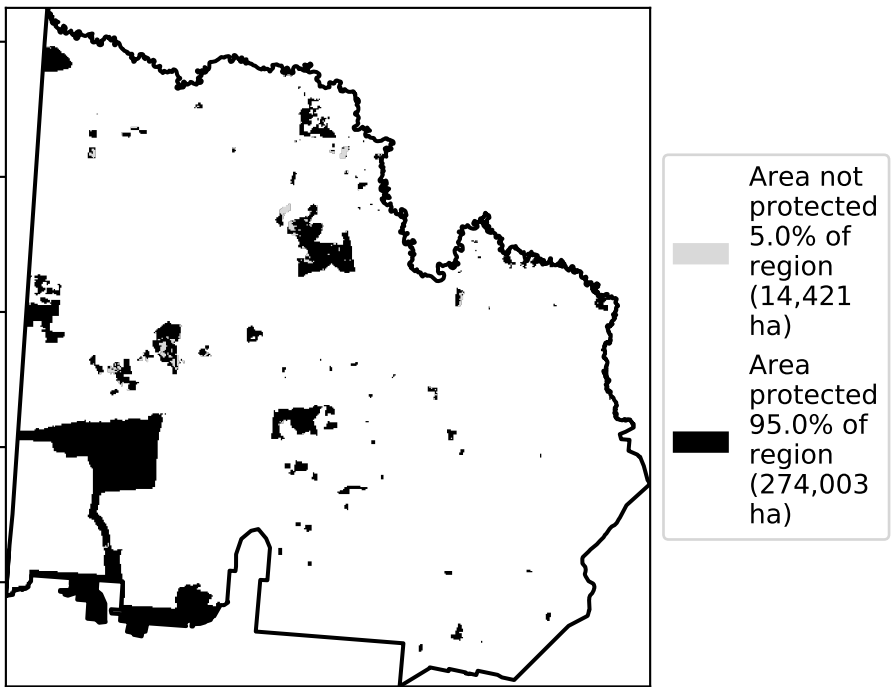 Area not
protected
5.0% of
region
(14,421
ha)
Area
protected
95.0% of
region
(274,003
ha)